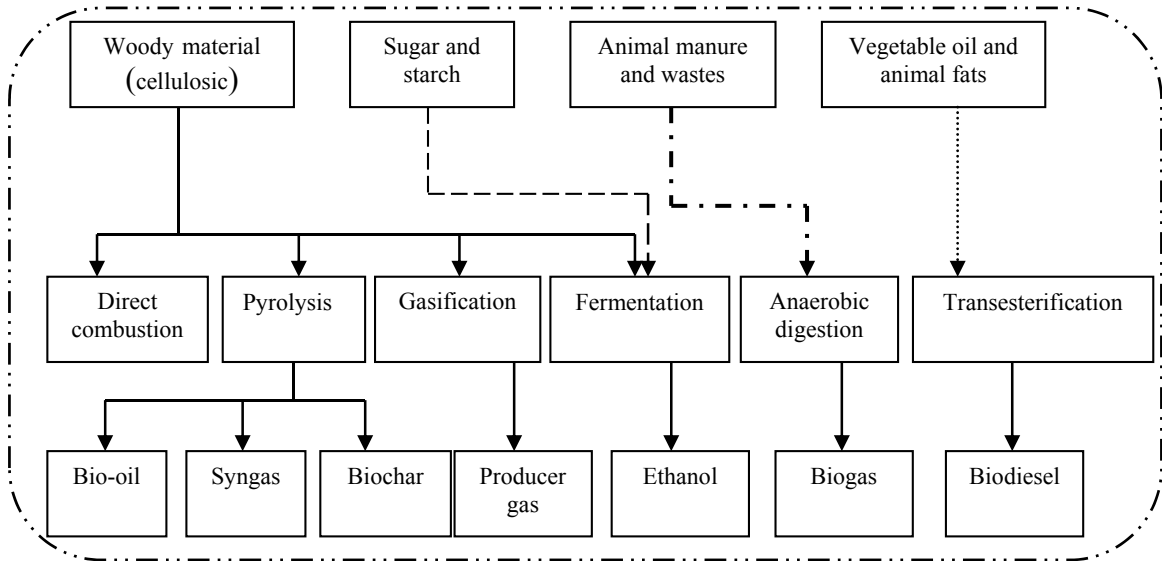 Woody material
(cellulosic)
Sugar and
starch
Animal manure
and wastes
Vegetable oil and
animal fats
Direct
combustion
Pyrolysis
Gasification
Fermentation
Anaerobic
digestion
Transesterification
Bio-oil
Syngas
Biochar
Producer
gas
Ethanol
Biogas
Biodiesel